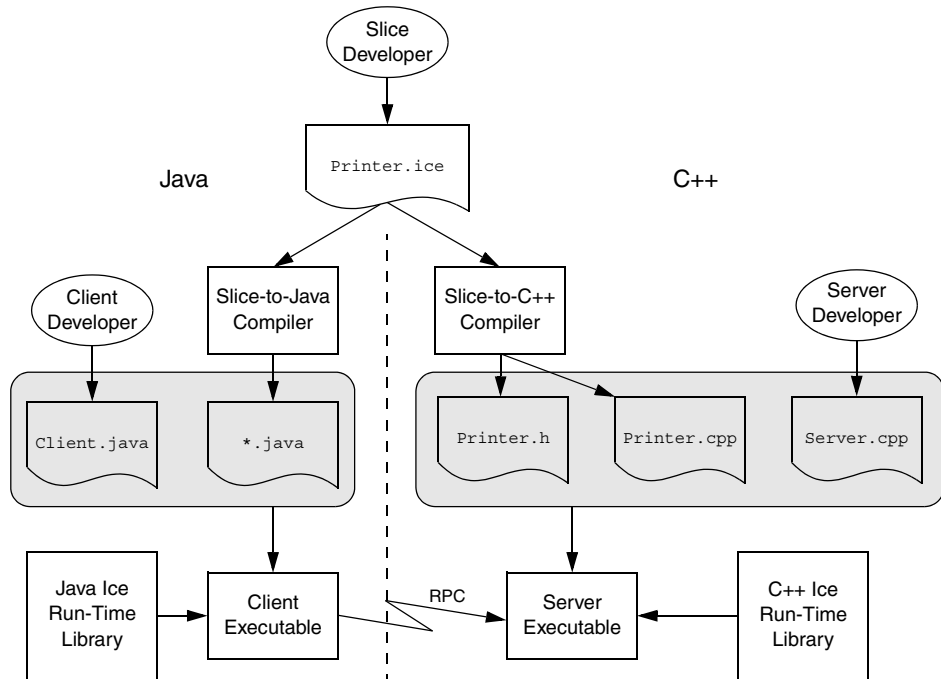 Slice
Developer
Printer.ice
Java
C++
Client
Developer
Slice-to-Java
Compiler
Slice-to-C++
Compiler
Server
Developer
Client.java
*.java
Printer.h
Printer.cpp
Server.cpp
Java Ice
Run-Time
Library
Client
Executable
RPC
Server
Executable
C++ Ice
Run-Time
Library